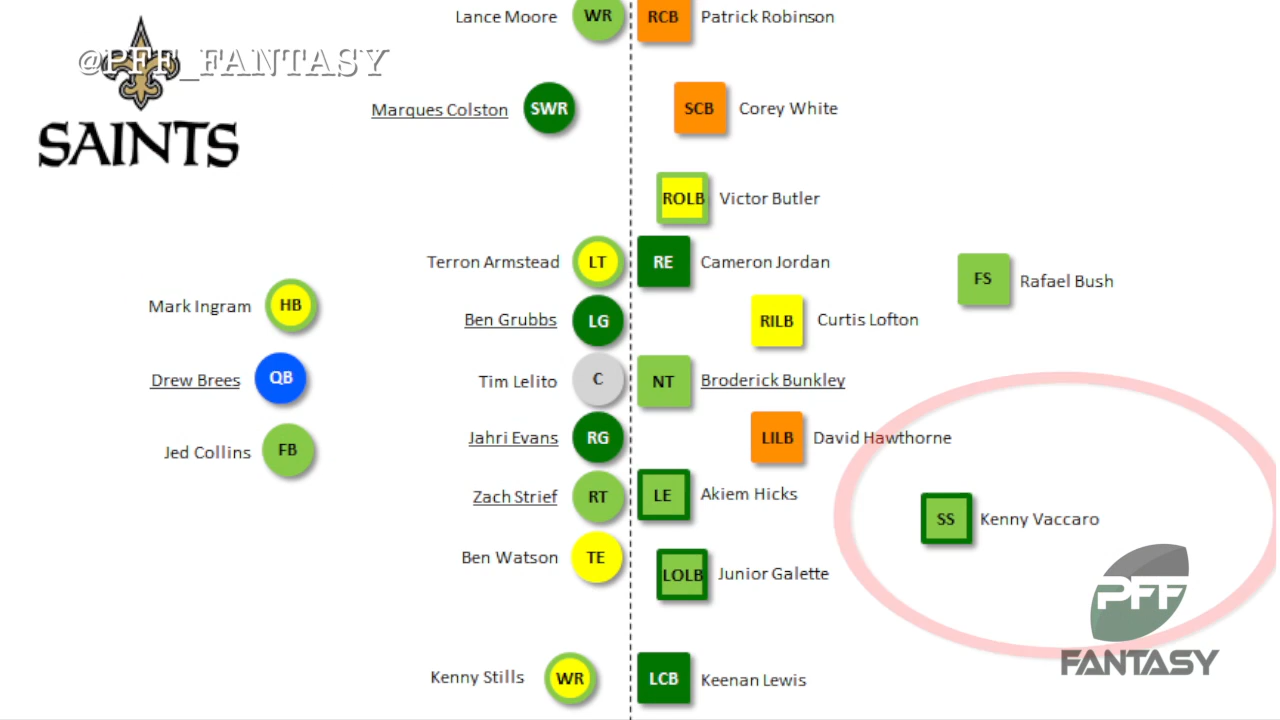 Lance Moore WR RCB Patrick Robinson
@PFF_FANTASY
SAINTS
Marques Colston SWR SCB Corey White
ROLB Victor Butler
Terron Armstead LT RE Cameron Jordan
FS Rafael Bush
Mark Ingram HB
Ben Grubbs LG RILB Curtis Lofton
Drew Brees QB Tim Lelito C NT Broderick Bunkley
Jahri Evans RG LILB David Hawthorne
Jed Collins FB
Zach Strief RT LE Akiem Hicks
SS Kenny Vaccaro
Ben Watson TE LOLB Junior Galette
PFF
FANTASY
Kenny Stills WR LCB Keenan Lewis